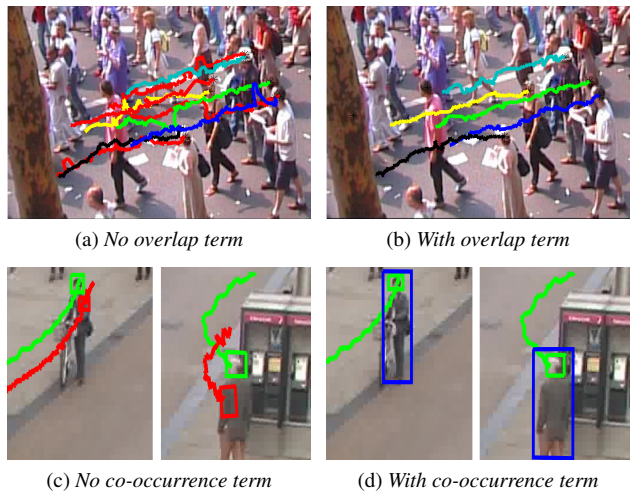 (a) No overlap term
(b) With overlap term
(c) No co-occurrence term
(d) With co-occurrence term